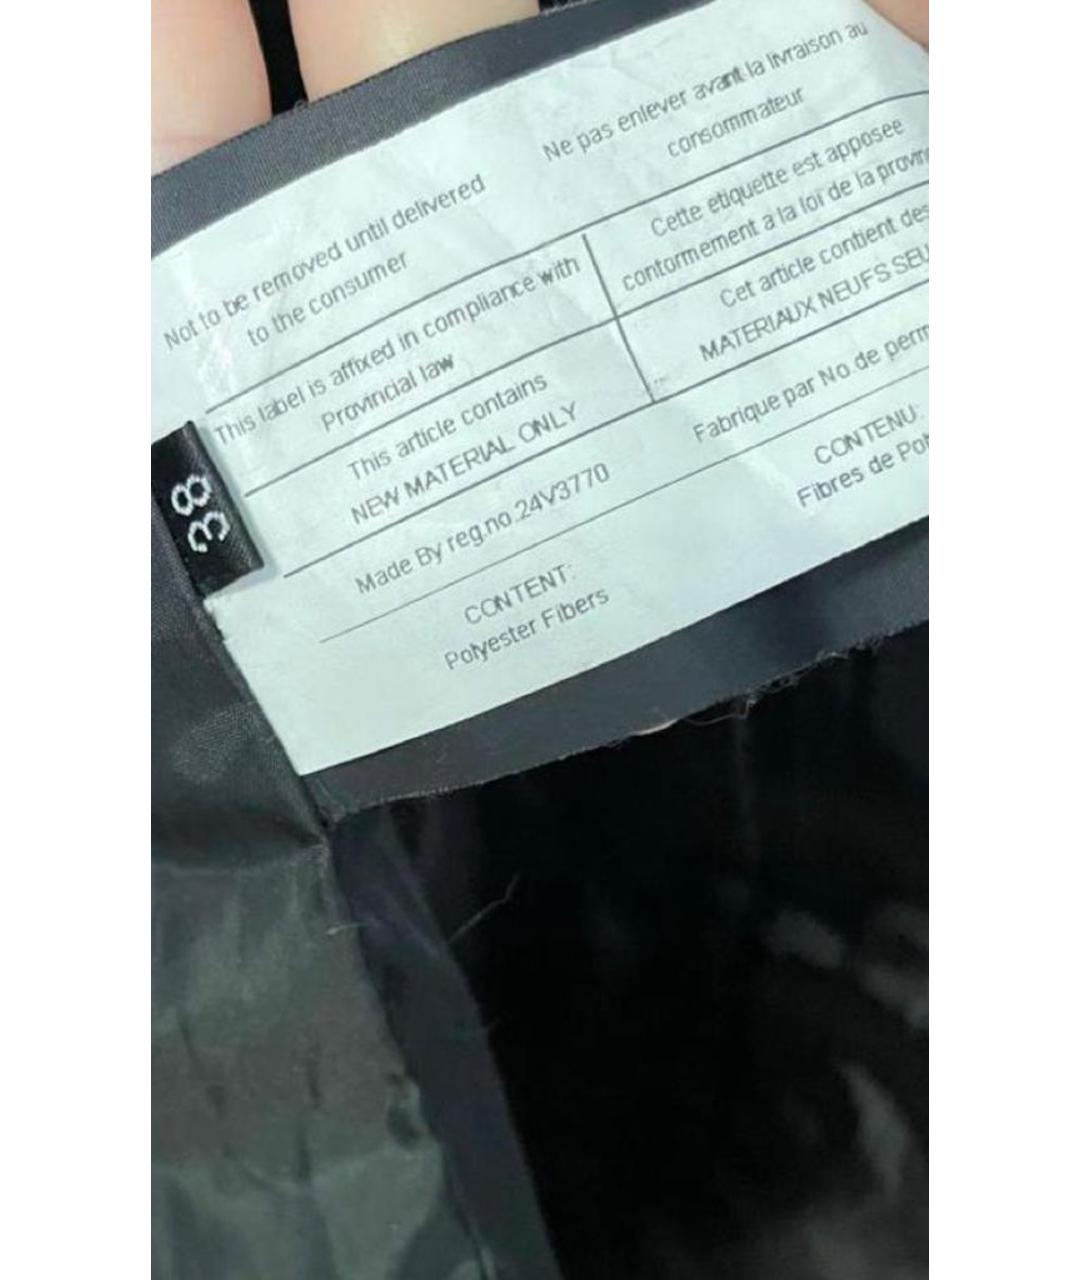 Not to be removed until delivered
to the consumer
Ne pas enlever avant la livraison au
consommateur
This label is affixed in compliance with
Provincial law
Cette etiquette est apposee
contormement a la loi de la provin
This article contains
NEW MATERIAL ONLY
Cet article contient des
MATERIAUX NEUFS SEU
Made By reg.no.24V3770
Fabrique par No.de perm
CONTENT:
Polyester Fibers
CONTENU:
Fibres de Pol
38